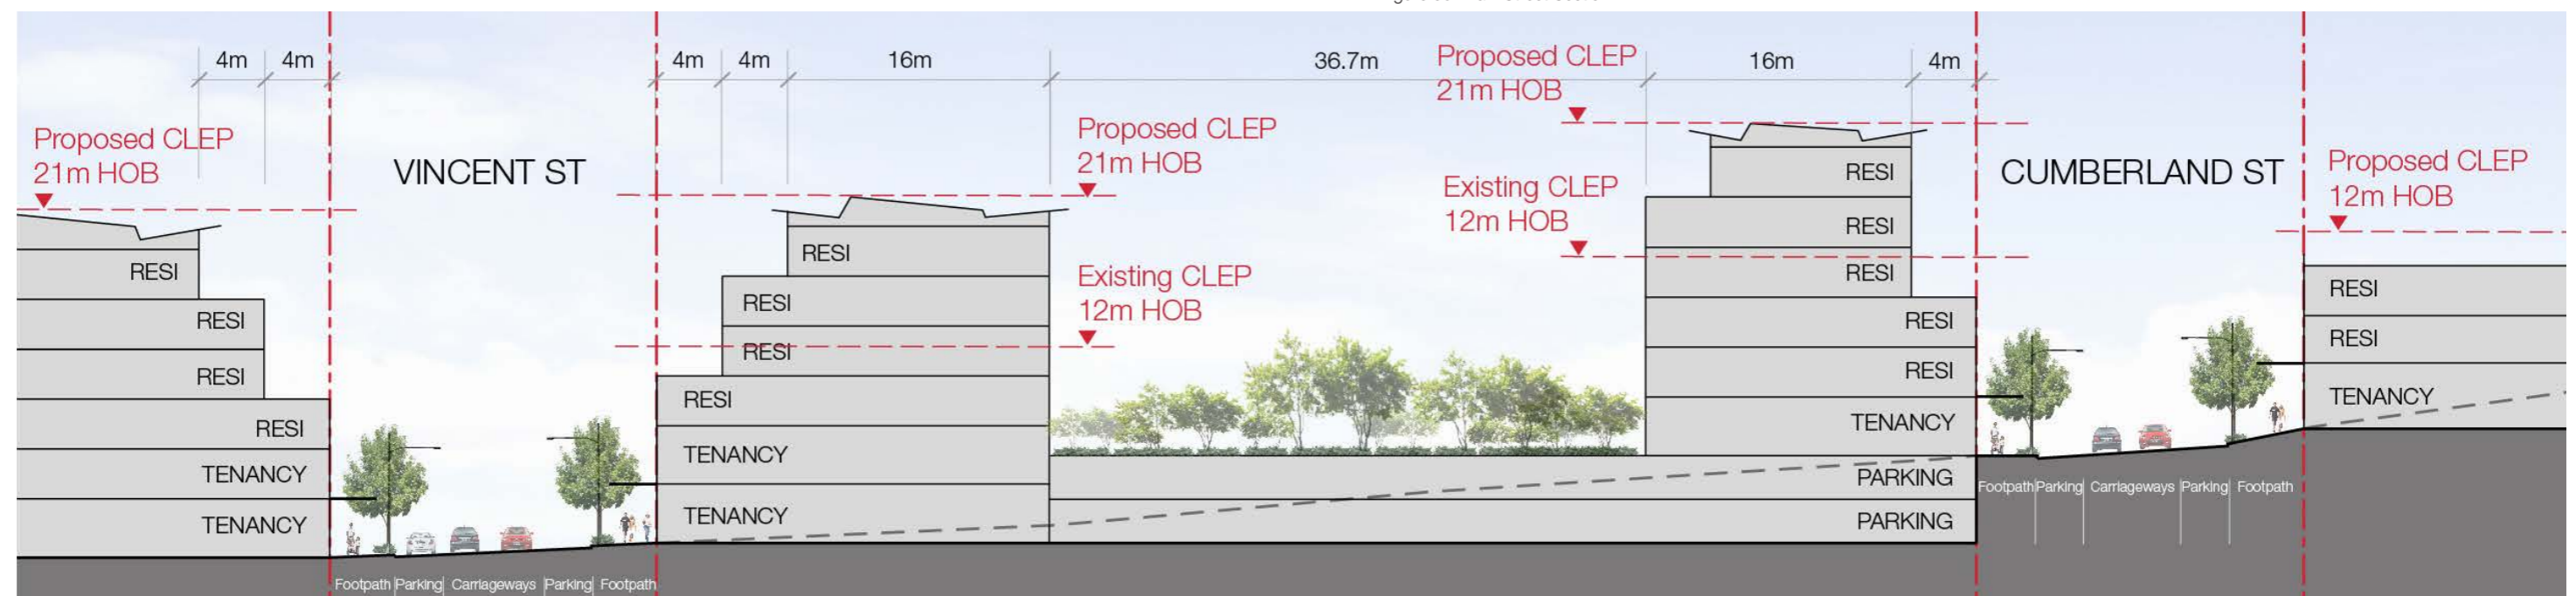 4m 4m 4m 4m 16m 36.7m 16m 4m
Proposed CLEP
21m HOB
VINCENT ST
Proposed CLEP
21m HOB
Existing CLEP
12m HOB
Proposed CLEP
21m HOB
Existing CLEP
12m HOB
CUMBERLAND ST
Proposed CLEP
12m HOB
RESI
RESI
RESI
RESI
TENANCY
TENANCY
RESI
RESI
RESI
RESI
TENANCY
TENANCY
RESI
RESI
RESI
RESI
RESI
TENANCY
PARKING
PARKING
RESI
RESI
TENANCY
Footpath Parking Carriageways Parking Footpath
Footpath Parking Carriageways Parking Footpath